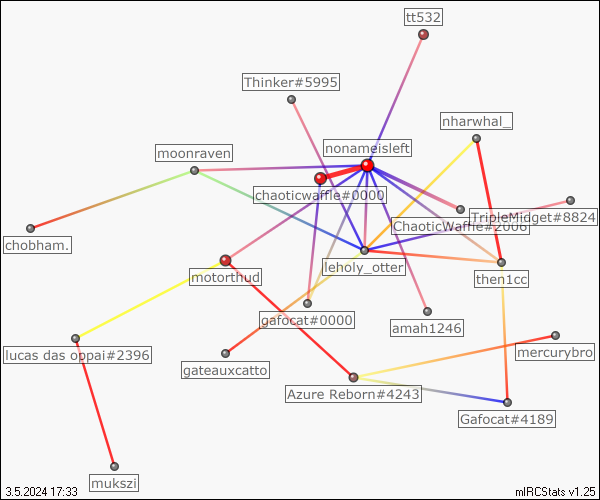 tt532
Thinker#5995
nharwhal_
nonameisleft
moonraven
chaoticwaffle#0000
TripleMidget#8824
ChaoticWaffle#2006
chobham.
leholy_otter
motorthud
then1cc
gafocat#0000
amah1246
lucas das oppai#2396
mercurybro
gateauxcatto
Azure Reborn#4243
Gafocat#4189
mukszi
3.5.2024 17:33
mIRCStats v1.25